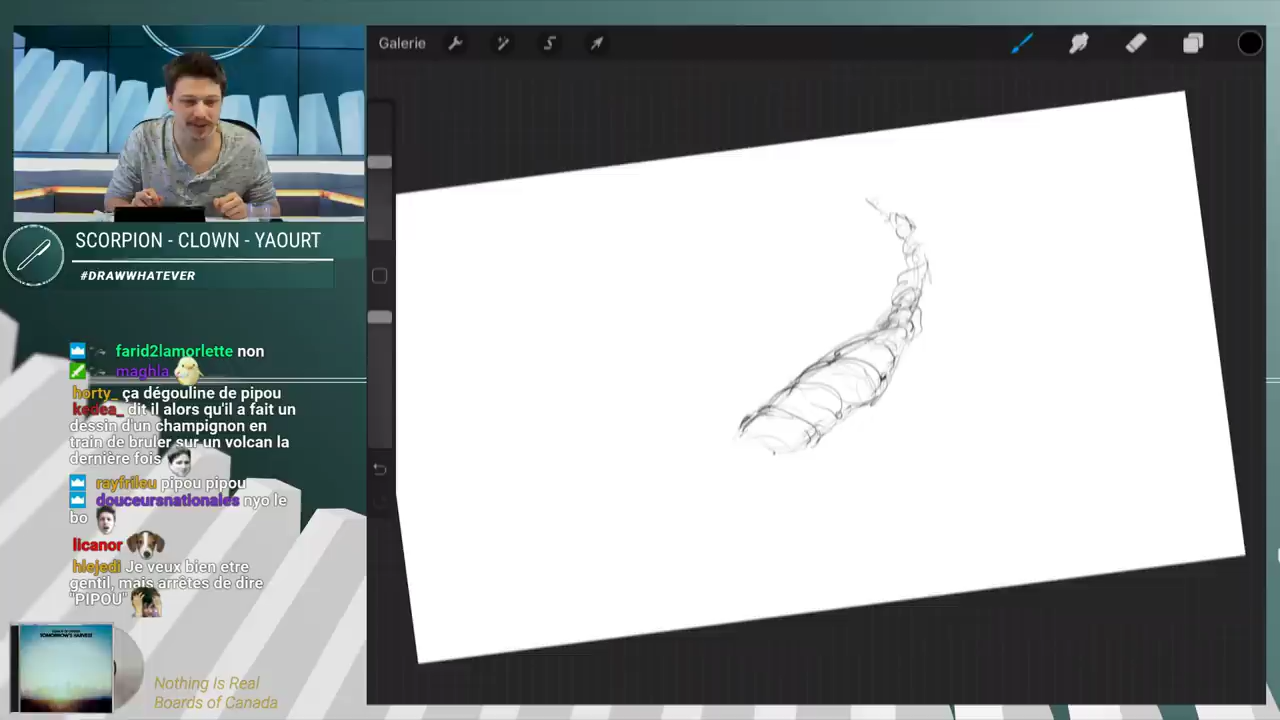 Galerie
SCORPION - CLOWN - YAOURT
#DRAWWHATEVER
farid2lamorlette non
maghla
horty_ ça dégouline de pipou
kedea_ dit il alors qu'il a fait un
dessin d'un champignon en
train de bruler sur un volcan la
dernière fois
rayfrileu pipou pipou
douceursnationales nyo le
bo
licanor
hlejedi Je veux bien etre
gentil, mais arrêtes de dire
"PIPOU"
TOMORROW'S HARVEST
Nothing Is Real
Boards of Canada